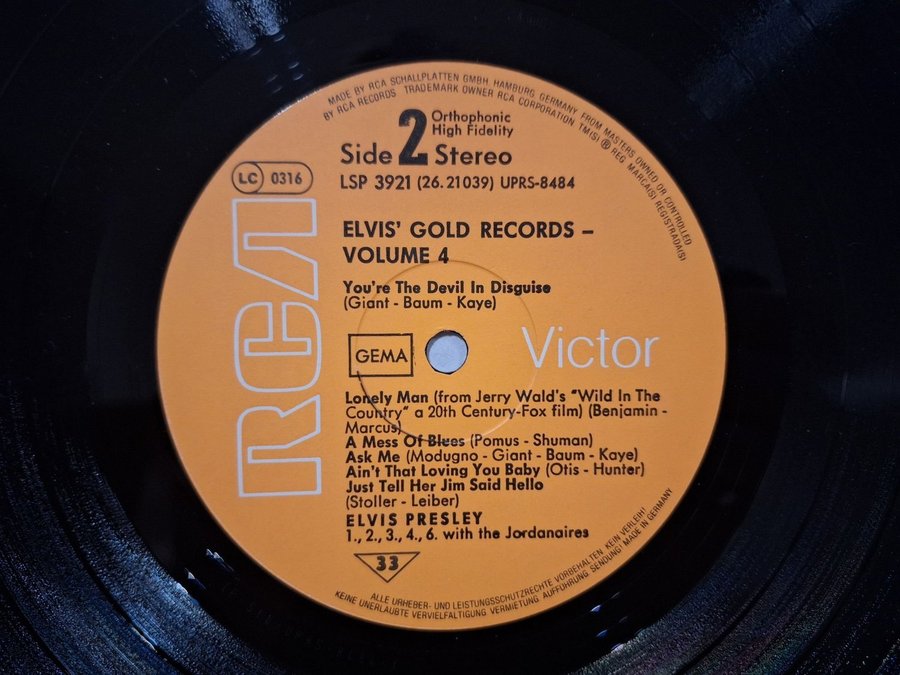 MADE BY RCA SCHALLPLATTEN GMBH, HAMBURG, GERMANY, FROM MASTERS OWNED OR CONTROLLED
BY RCA RECORDS TRADEMARK OWNER RCA CORPORATION TM(S) ® REG MARCA(S) REGISTRADA(S)
Side 2 Orthophonic
High Fidelity
Stereo
LC 0316
LSP 3921 (26.21039) UPRS-8484
RCA
ELVIS' GOLD RECORDS –
VOLUME 4
You're The Devil In Disguise
(Giant - Baum - Kaye)
GEMA
Victor
Lonely Man (from Jerry Wald's "Wild In The
Country" a 20th Century-Fox film) (Benjamin -
Marcus)
A Mess Of Blues (Pomus - Shuman)
Ask Me (Modugno - Giant - Baum - Kaye)
Ain't That Loving You Baby (Otis - Hunter)
Just Tell Her Jim Said Hello
(Stoller - Leiber)
ELVIS PRESLEY
1., 2., 3., 4., 6. with the Jordanaires
33
ALLE URHEBER- UND LEISTUNGSSCHUTZRECHTE VORBEHALTEN. KEIN VERLEIH!
KEINE UNERLAUBTE VERVIELFÄLTIGUNG, VERMIETUNG, AUFFÜHRUNG, SENDUNG! MADE IN GERMANY